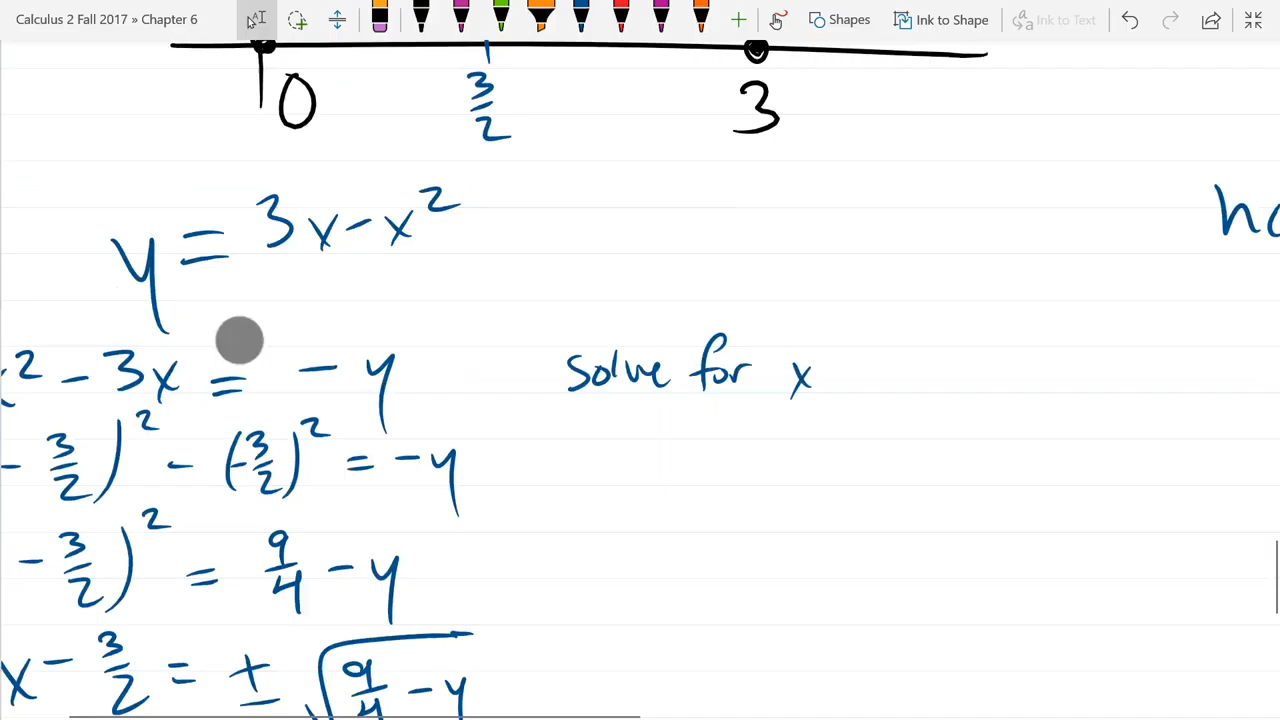 Calculus 2 Fall 2017 » Chapter 6 Shapes Ink to Shape Ink to Text
0 3/2 3
y = 3x - x²
² - 3x = - y solve for x
- 3/2)² - (-3/2)² = - y
- 3/2)² = 9/4 - y
x - 3/2 = ± √(9/4 - y